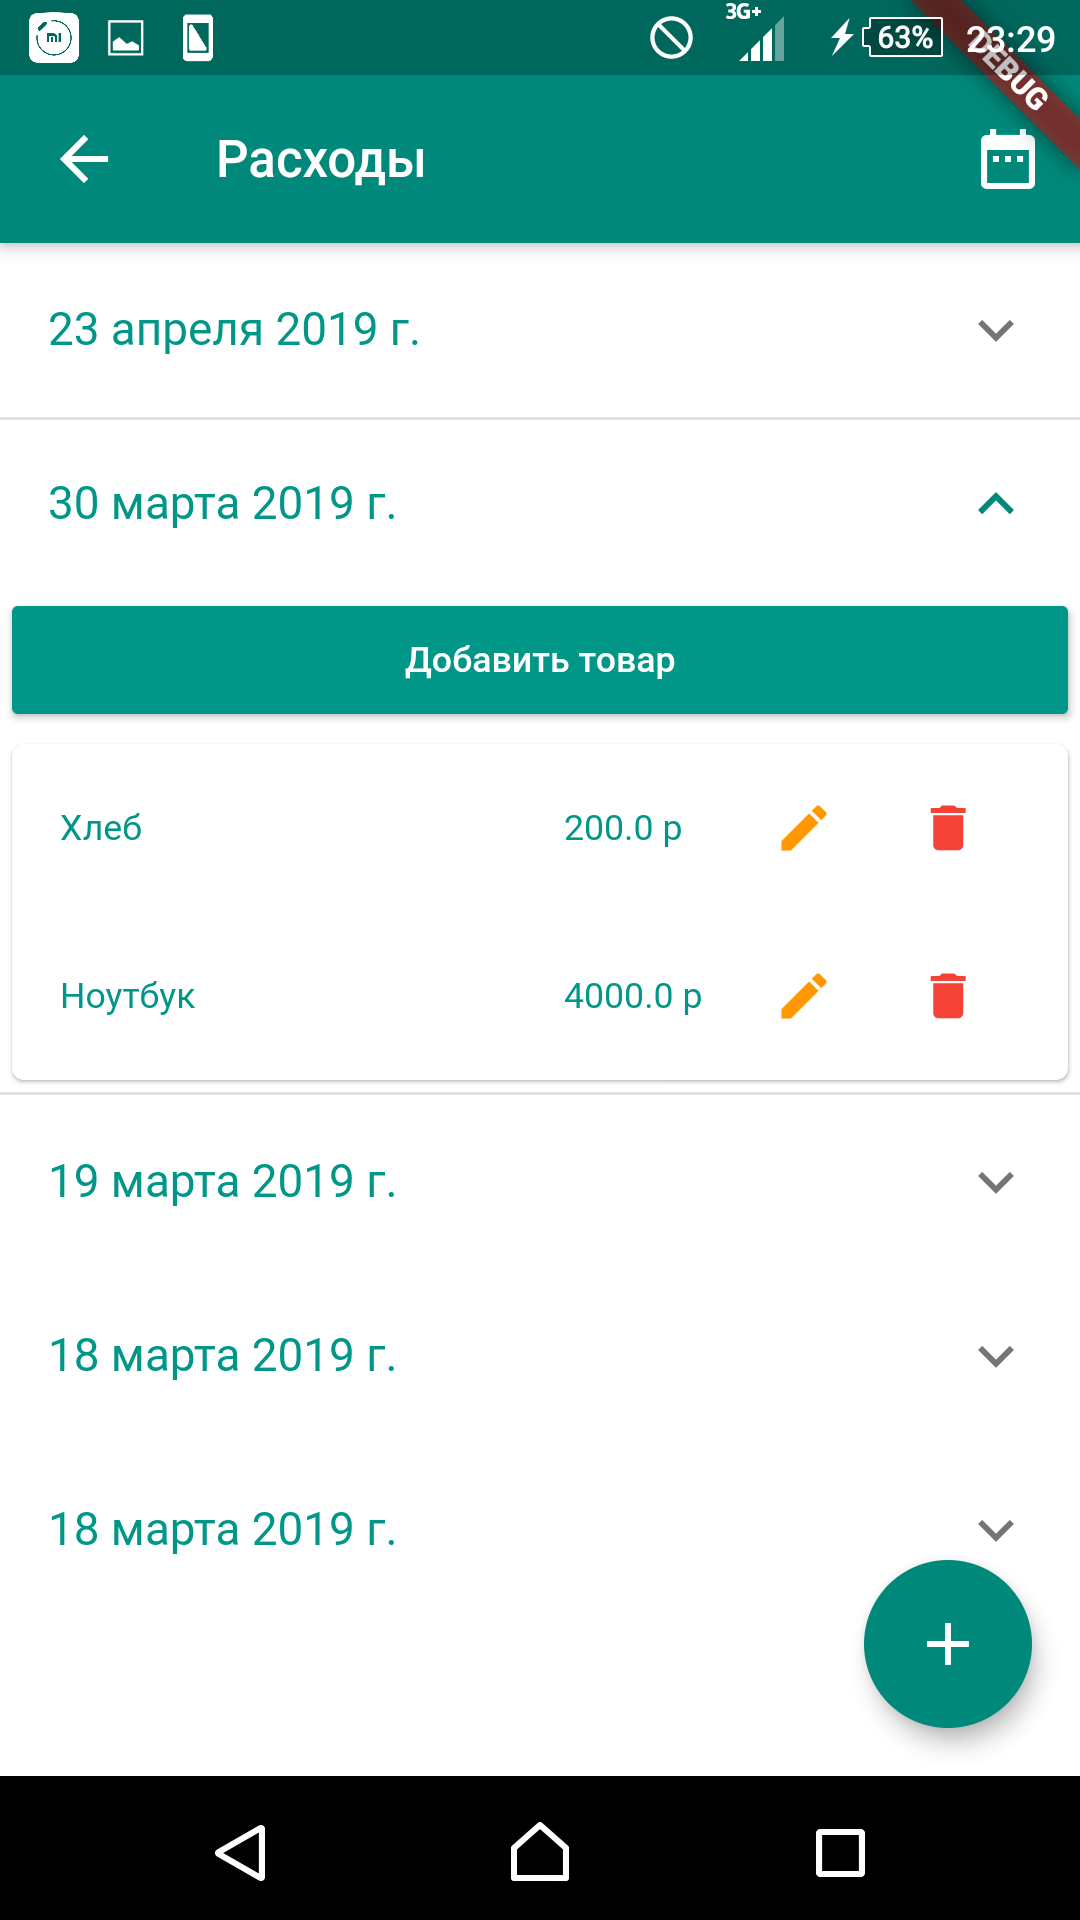 3G+
63%
23:29
DEBUG
Расходы
23 апреля 2019 г.
30 марта 2019 г.
Добавить товар
Хлеб 200.0 р
Ноутбук 4000.0 р
19 марта 2019 г.
18 марта 2019 г.
18 марта 2019 г.